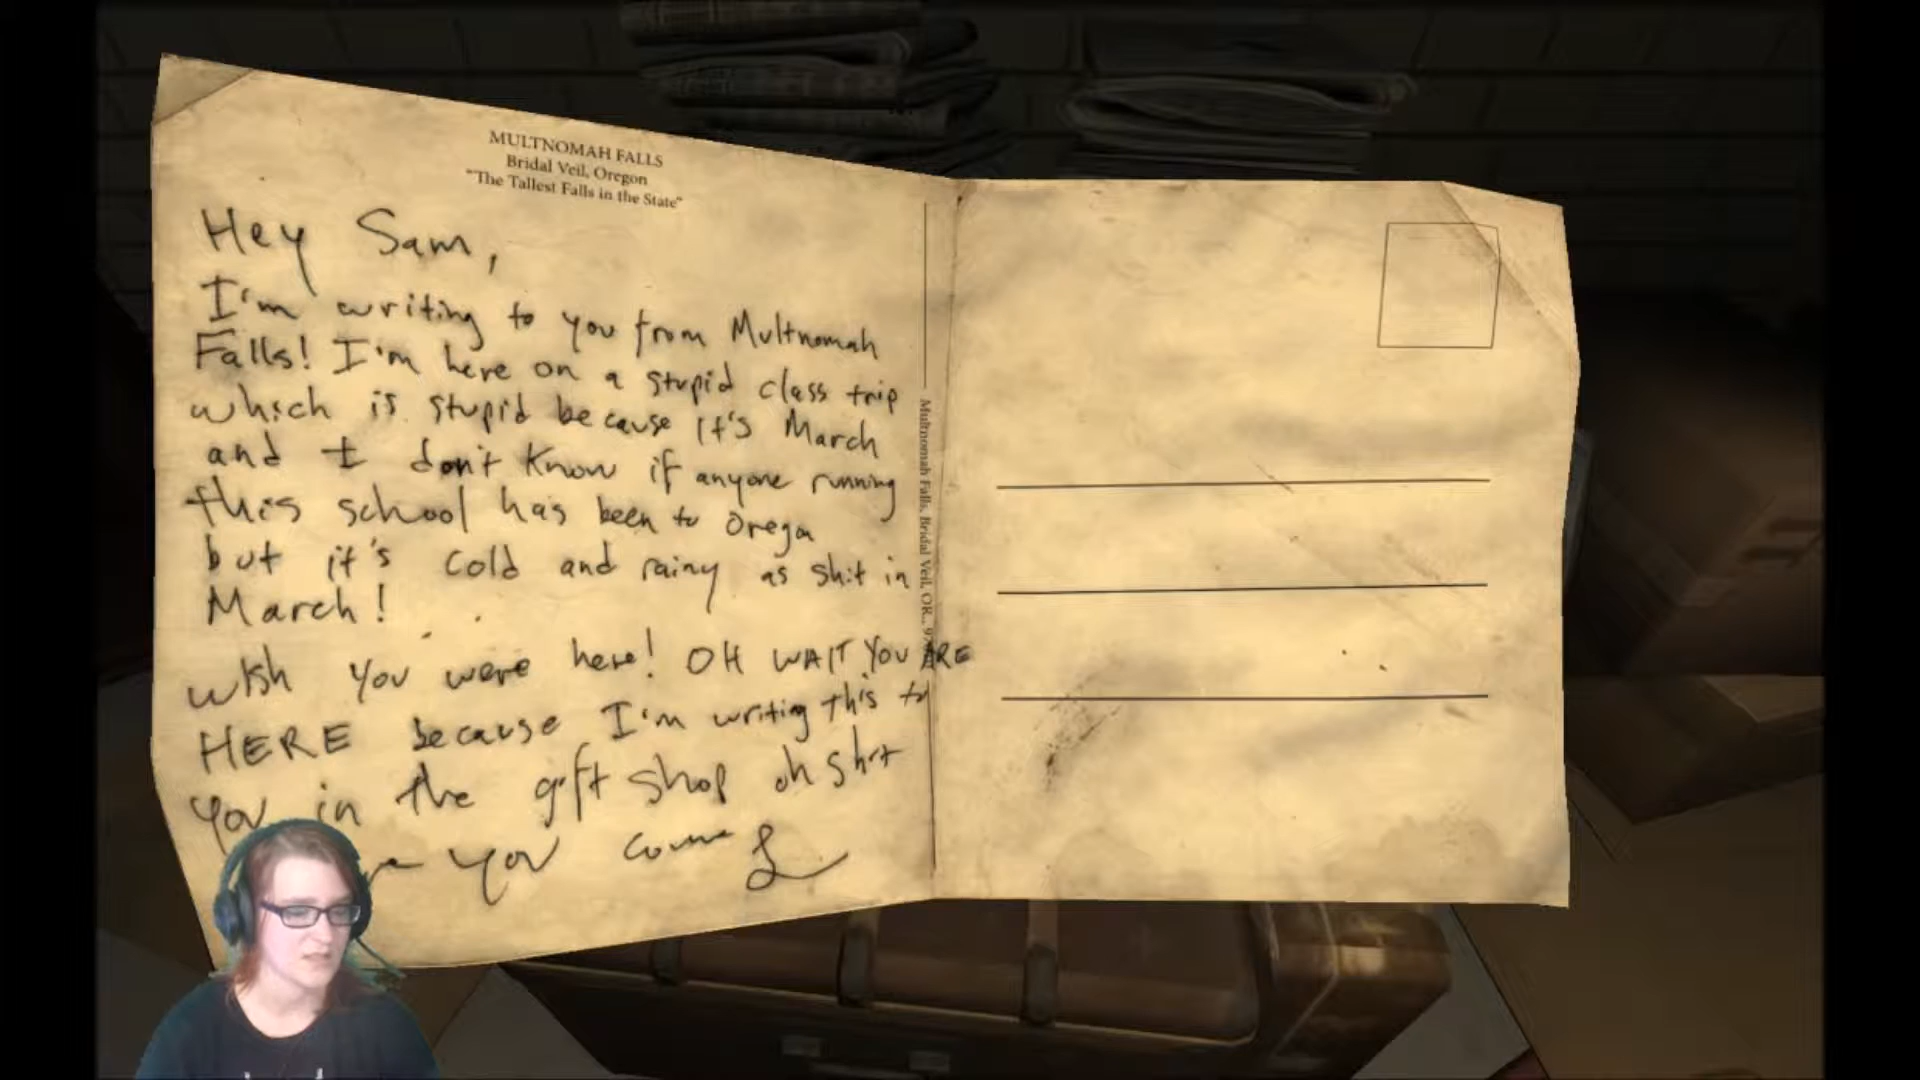 MULTNOMAH FALLS
Bridal Veil, Oregon
"The Tallest Falls in the State"
Hey Sam,
I'm writing to you from Multnomah
Falls! I'm here on a stupid class trip
which is stupid because it's March
and I don't know if anyone running
this school has been to Oregon
but it's cold and rainy as shit in
March!
wish you were here! OH WAIT YOU ARE
HERE because I'm writing this to
you in the gift shop oh shit
you come
Multnomah Falls, Bridal Veil, OR.